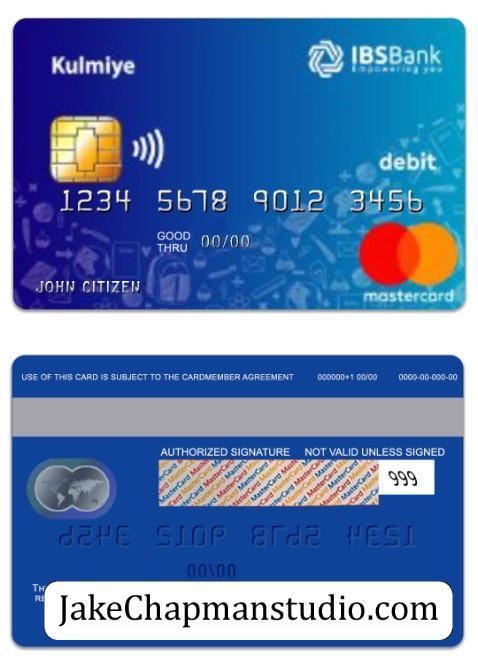 Kulmiye
IBSBank
Empowering you
debit
1234 5678 9012 3456
GOOD
THRU 00/00
JOHN CITIZEN
mastercard
USE OF THIS CARD IS SUBJECT TO THE CARDMEMBER AGREEMENT 000000+1 00/00 0000-00-000-00
AUTHORIZED SIGNATURE NOT VALID UNLESS SIGNED
999
JakeChapmanstudio.com